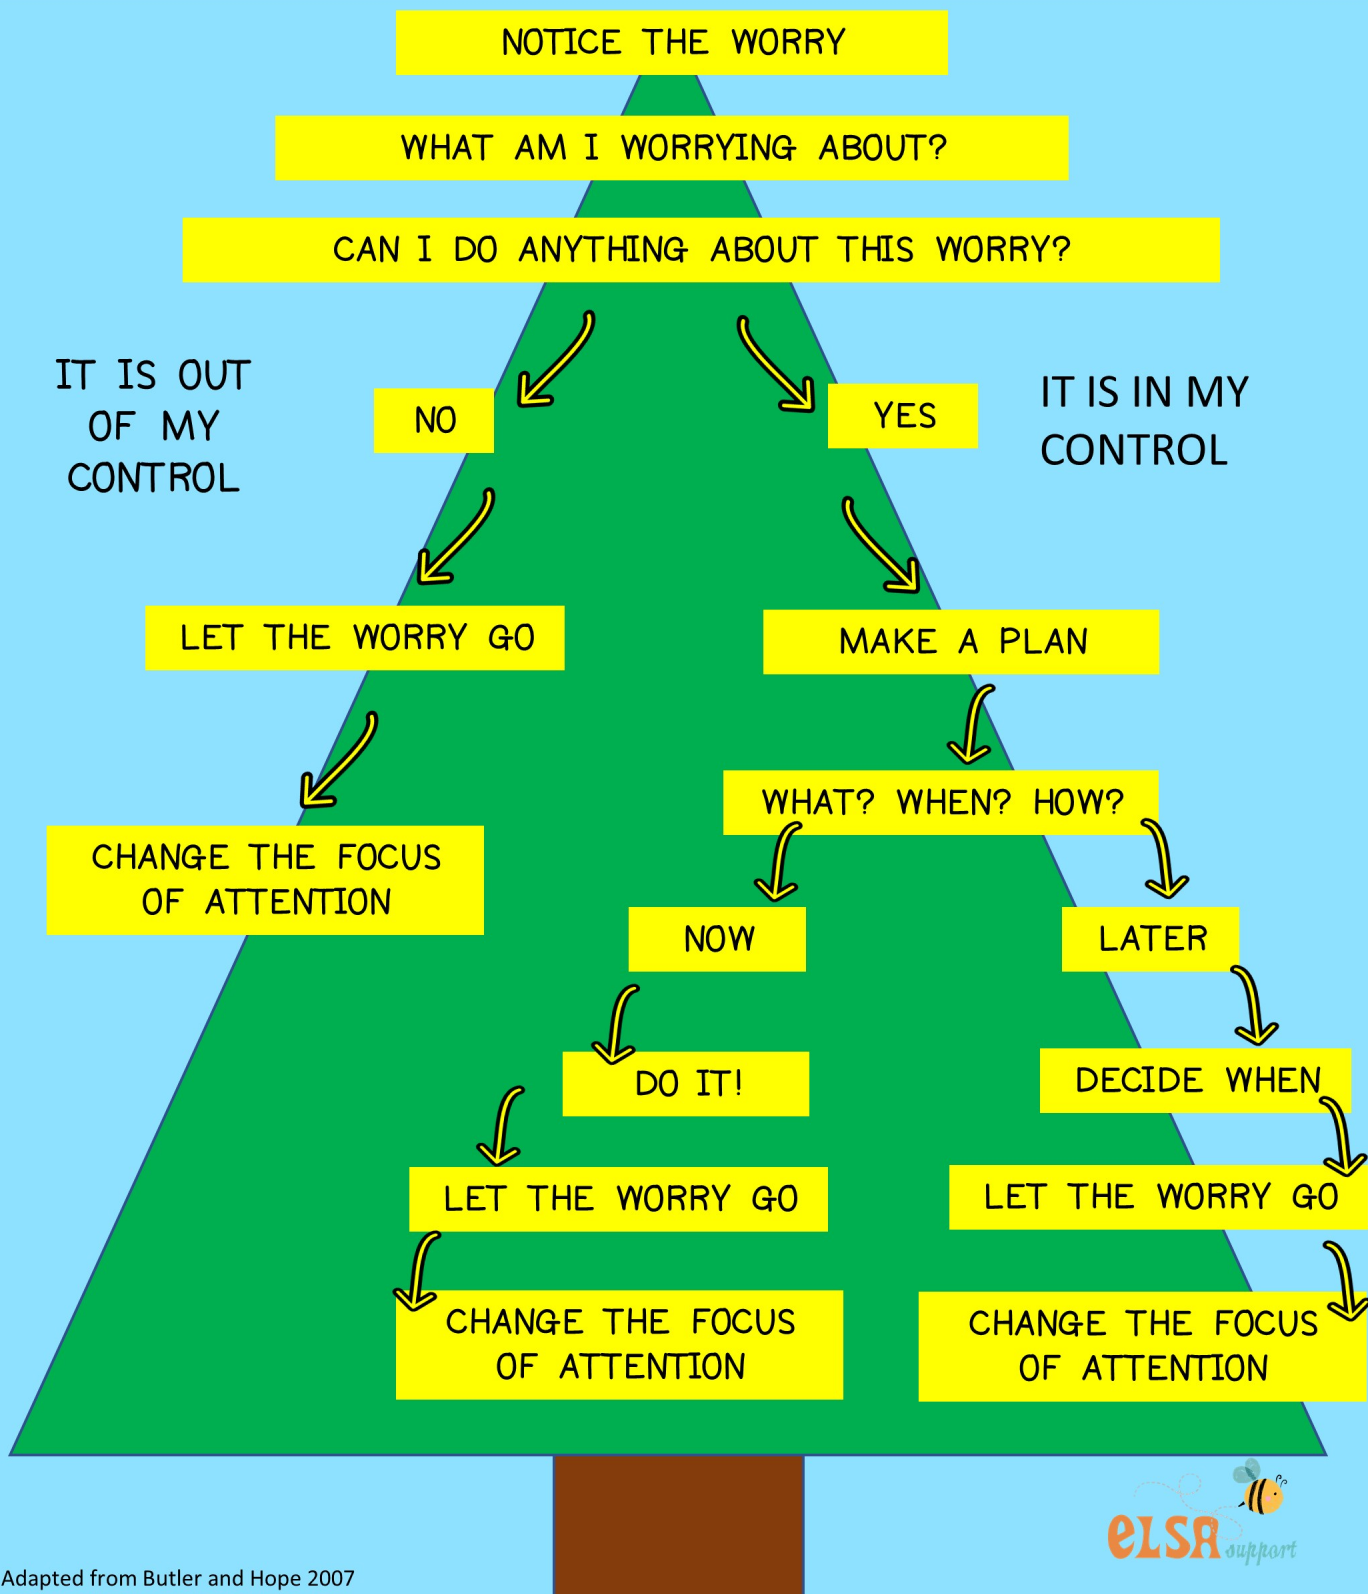 NOTICE THE WORRY
WHAT AM I WORRYING ABOUT?
CAN I DO ANYTHING ABOUT THIS WORRY?
IT IS OUT
OF MY
CONTROL
NO
YES
IT IS IN MY
CONTROL
LET THE WORRY GO
MAKE A PLAN
WHAT? WHEN? HOW?
CHANGE THE FOCUS
OF ATTENTION
NOW
LATER
DO IT!
DECIDE WHEN
LET THE WORRY GO
LET THE WORRY GO
CHANGE THE FOCUS
OF ATTENTION
CHANGE THE FOCUS
OF ATTENTION
eLSA support
Adapted from Butler and Hope 2007